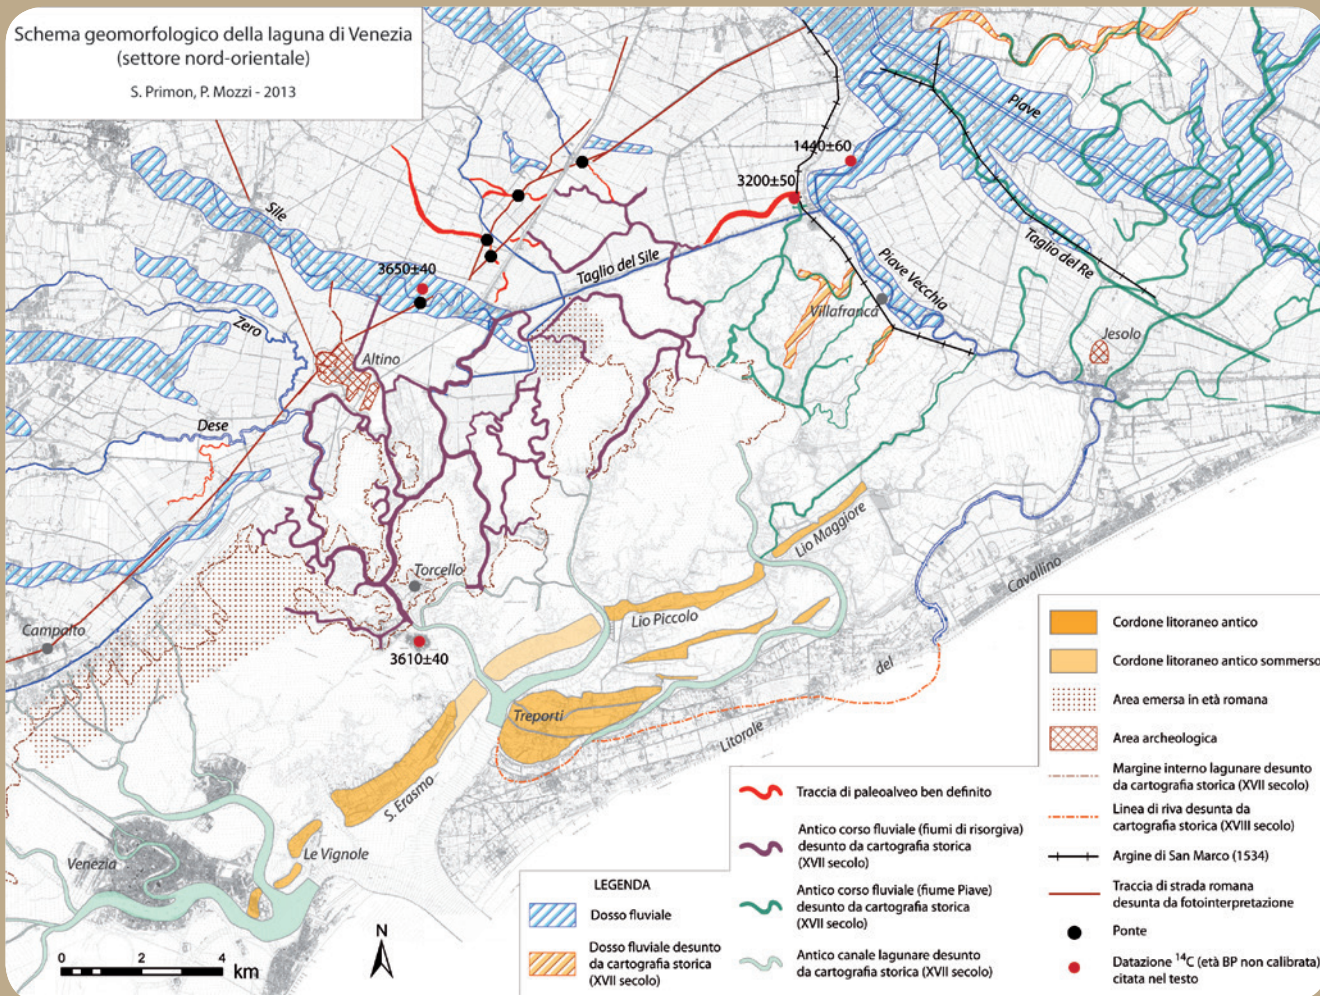 Schema geomorfologico della laguna di Venezia
(settore nord-orientale)
S. Primon, P. Mozzi - 2013
Piave
1440±60
3200±50
Sile
Taglio del Re
3650±40
Taglio del Sile
Piave Vecchia
Villafranca
Zero
Jesolo
Altino
Dese
Lio Maggiore
Torcello
Cavallino
Lio Piccolo
Campalto
3610±40
del
Treporti
Litorale
S. Erasmo
Le Vignole
Venezia
N
0 2 4 km
LEGENDA
Dosso fluviale
Dosso fluviale desunto
da cartografia storica
(XVII secolo)
Traccia di paleoalveo ben definito
Antico corso fluviale (fiumi di risorgiva)
desunto da cartografia storica
(XVII secolo)
Antico corso fluviale (fiume Piave)
desunto da cartografia storica
(XVII secolo)
Antico canale lagunare desunto
da cartografia storica (XVII secolo)
Cordone litoraneo antico
Cordone litoraneo antico sommerso
Area emersa in età romana
Area archeologica
Margine interno lagunare desunto
da cartografia storica (XVII secolo)
Linea di riva desunta da
cartografia storica (XVIII secolo)
Argine di San Marco (1534)
Traccia di strada romana
desunta da fotointerpretazione
Ponte
Datazione ¹⁴C (età BP non calibrata)
citata nel testo